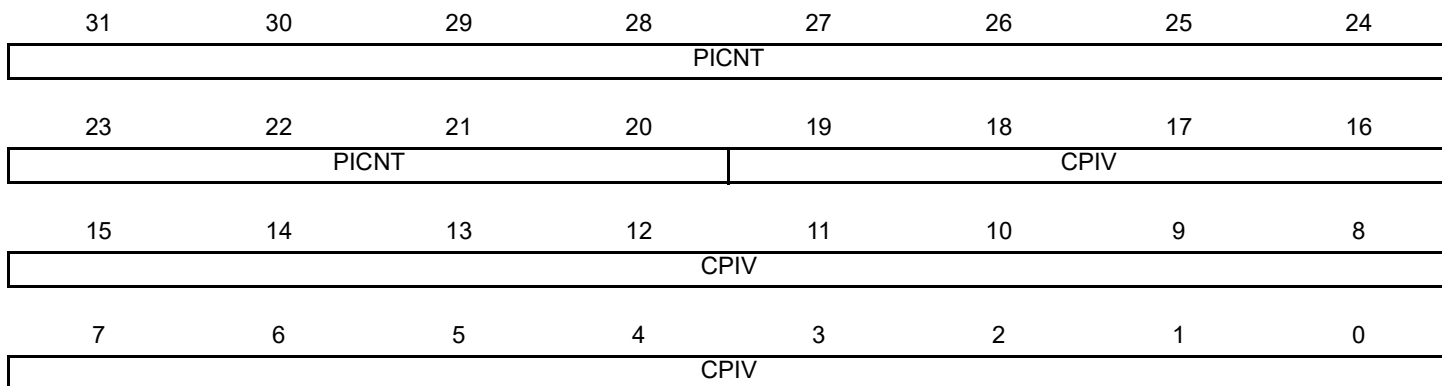 31 30 29 28 27 26 25 24
PICNT
23 22 21 20 19 18 17 16
PICNT CPIV
15 14 13 12 11 10 9 8
CPIV
7 6 5 4 3 2 1 0
CPIV